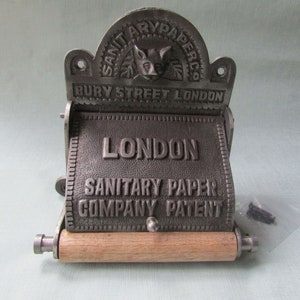 SANITARY PAPER Co
BURY STREET LONDON
LONDON
SANITARY PAPER
COMPANY PATENT